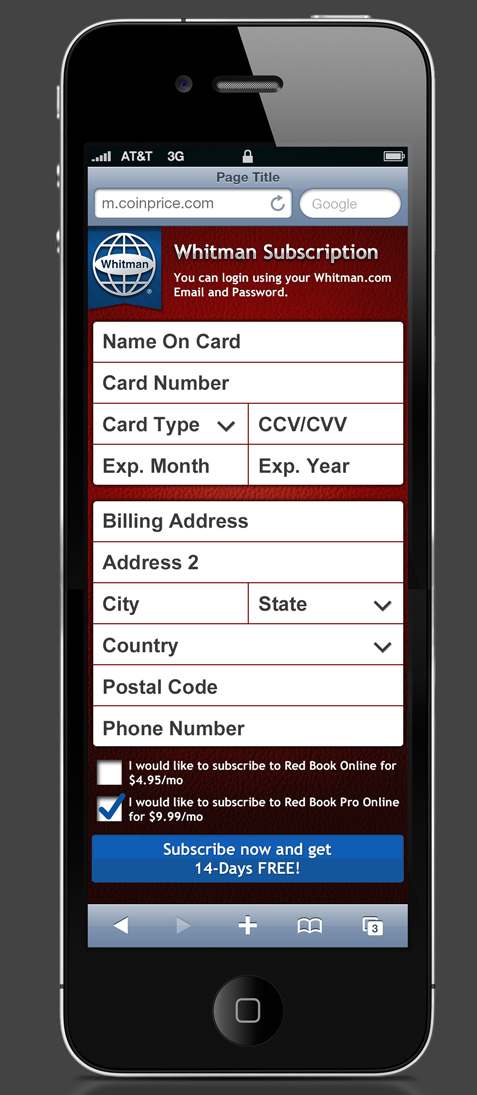 AT&T 3G
Page Title
m.coinprice.com
Google
Whitman
®
Whitman Subscription
You can login using your Whitman.com
Email and Password.
Name On Card
Card Number
Card Type
CCV/CVV
Exp. Month
Exp. Year
Billing Address
Address 2
City
State
Country
Postal Code
Phone Number
I would like to subscribe to Red Book Online for
$4.95/mo
I would like to subscribe to Red Book Pro Online
for $9.99/mo
Subscribe now and get
14-Days FREE!
3